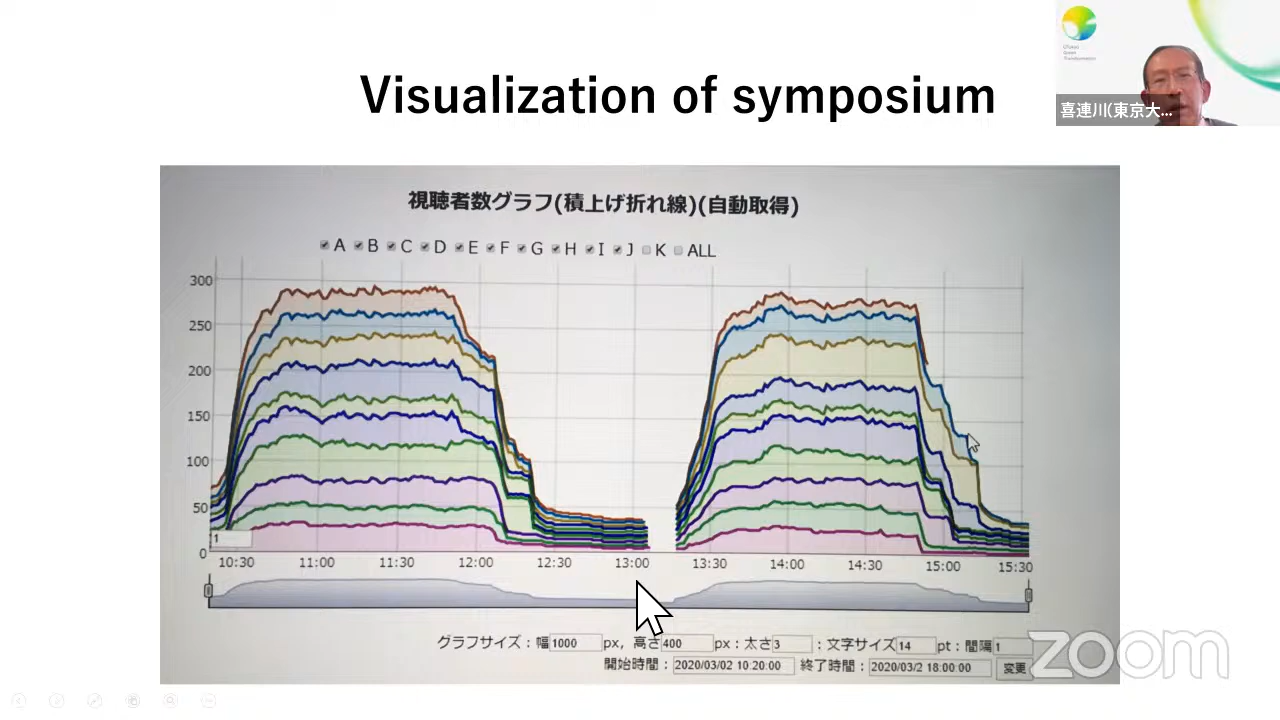 Visualization of symposium
喜連川(東京大...
視聴者数グラフ(積上げ折れ線)(自動取得)
A B C D E F G H I J K ALL
300
250
200
150
100
50
0
1
10:30 11:00 11:30 12:00 12:30 13:00 13:30 14:00 14:30 15:00 15:30
グラフサイズ：幅 1000 px, 高さ 400 px：太さ 3 ：文字サイズ 14 pt：間隔 1
開始時間： 2020/03/02 10:20:00 終了時間： 2020/03/2 18:00:00 変更
zoom